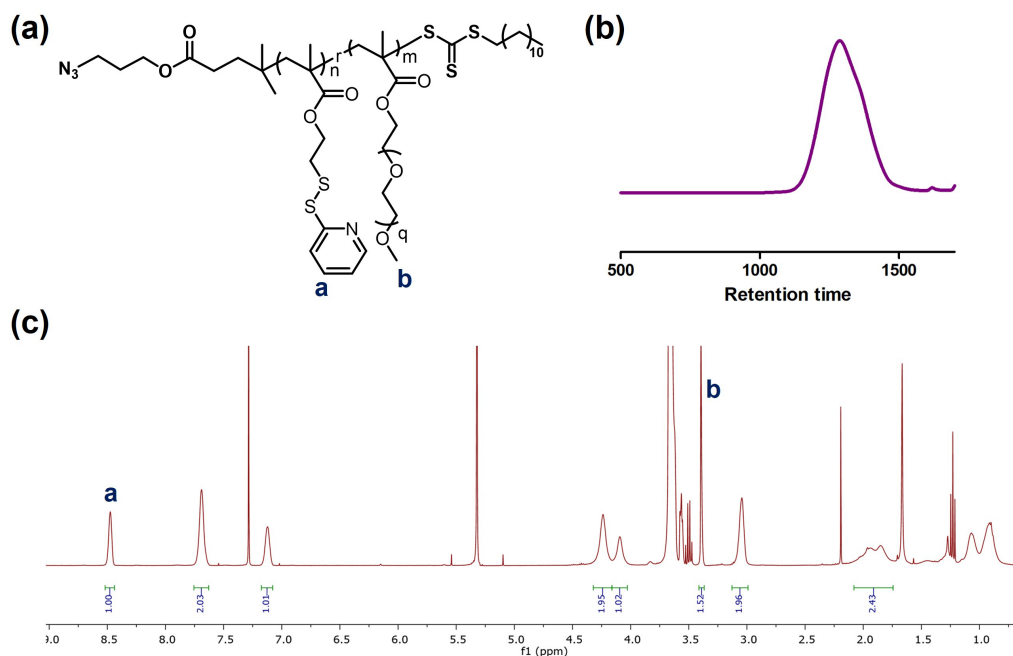 (a)
O
N3
O
n
r
m
S
S
S
10
O
O
O
O
S
S
N
O
O
q
a
b
(b)
500
1000
1500
Retention time
(c)
a
b
1.00
2.03
1.01
1.95
1.02
1.52
1.96
2.43
9.0
8.5
8.0
7.5
7.0
6.5
6.0
5.5
5.0
4.5
4.0
3.5
3.0
2.5
2.0
1.5
1.0
f1 (ppm)